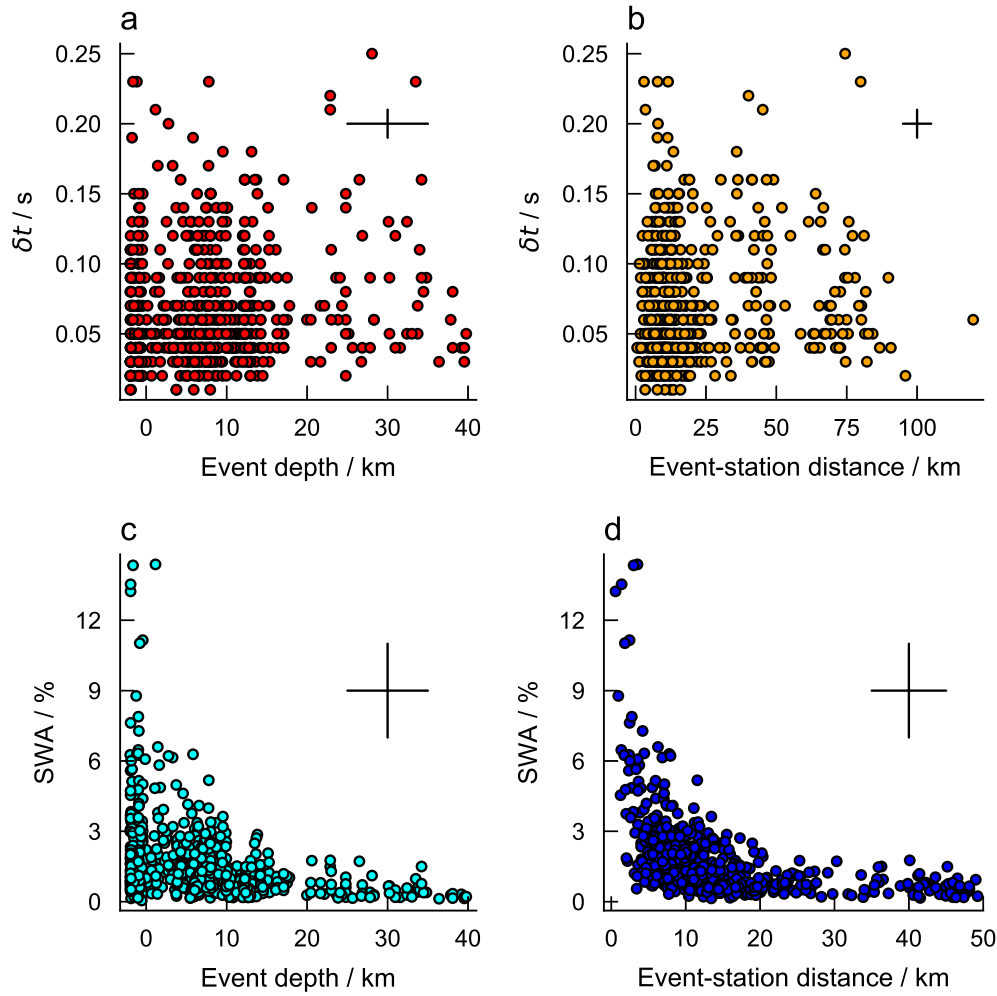 a
b
0.25
0.20
0.15
0.10
0.05
δt / s
0 10 20 30 40
Event depth / km
δt / s
0.25
0.20
0.15
0.10
0.05
0 25 50 75 100
Event-station distance / km
c
d
12
9
6
3
0
SWA / %
0 10 20 30 40
Event depth / km
SWA / %
12
9
6
3
0
0 10 20 30 40 50
Event-station distance / km